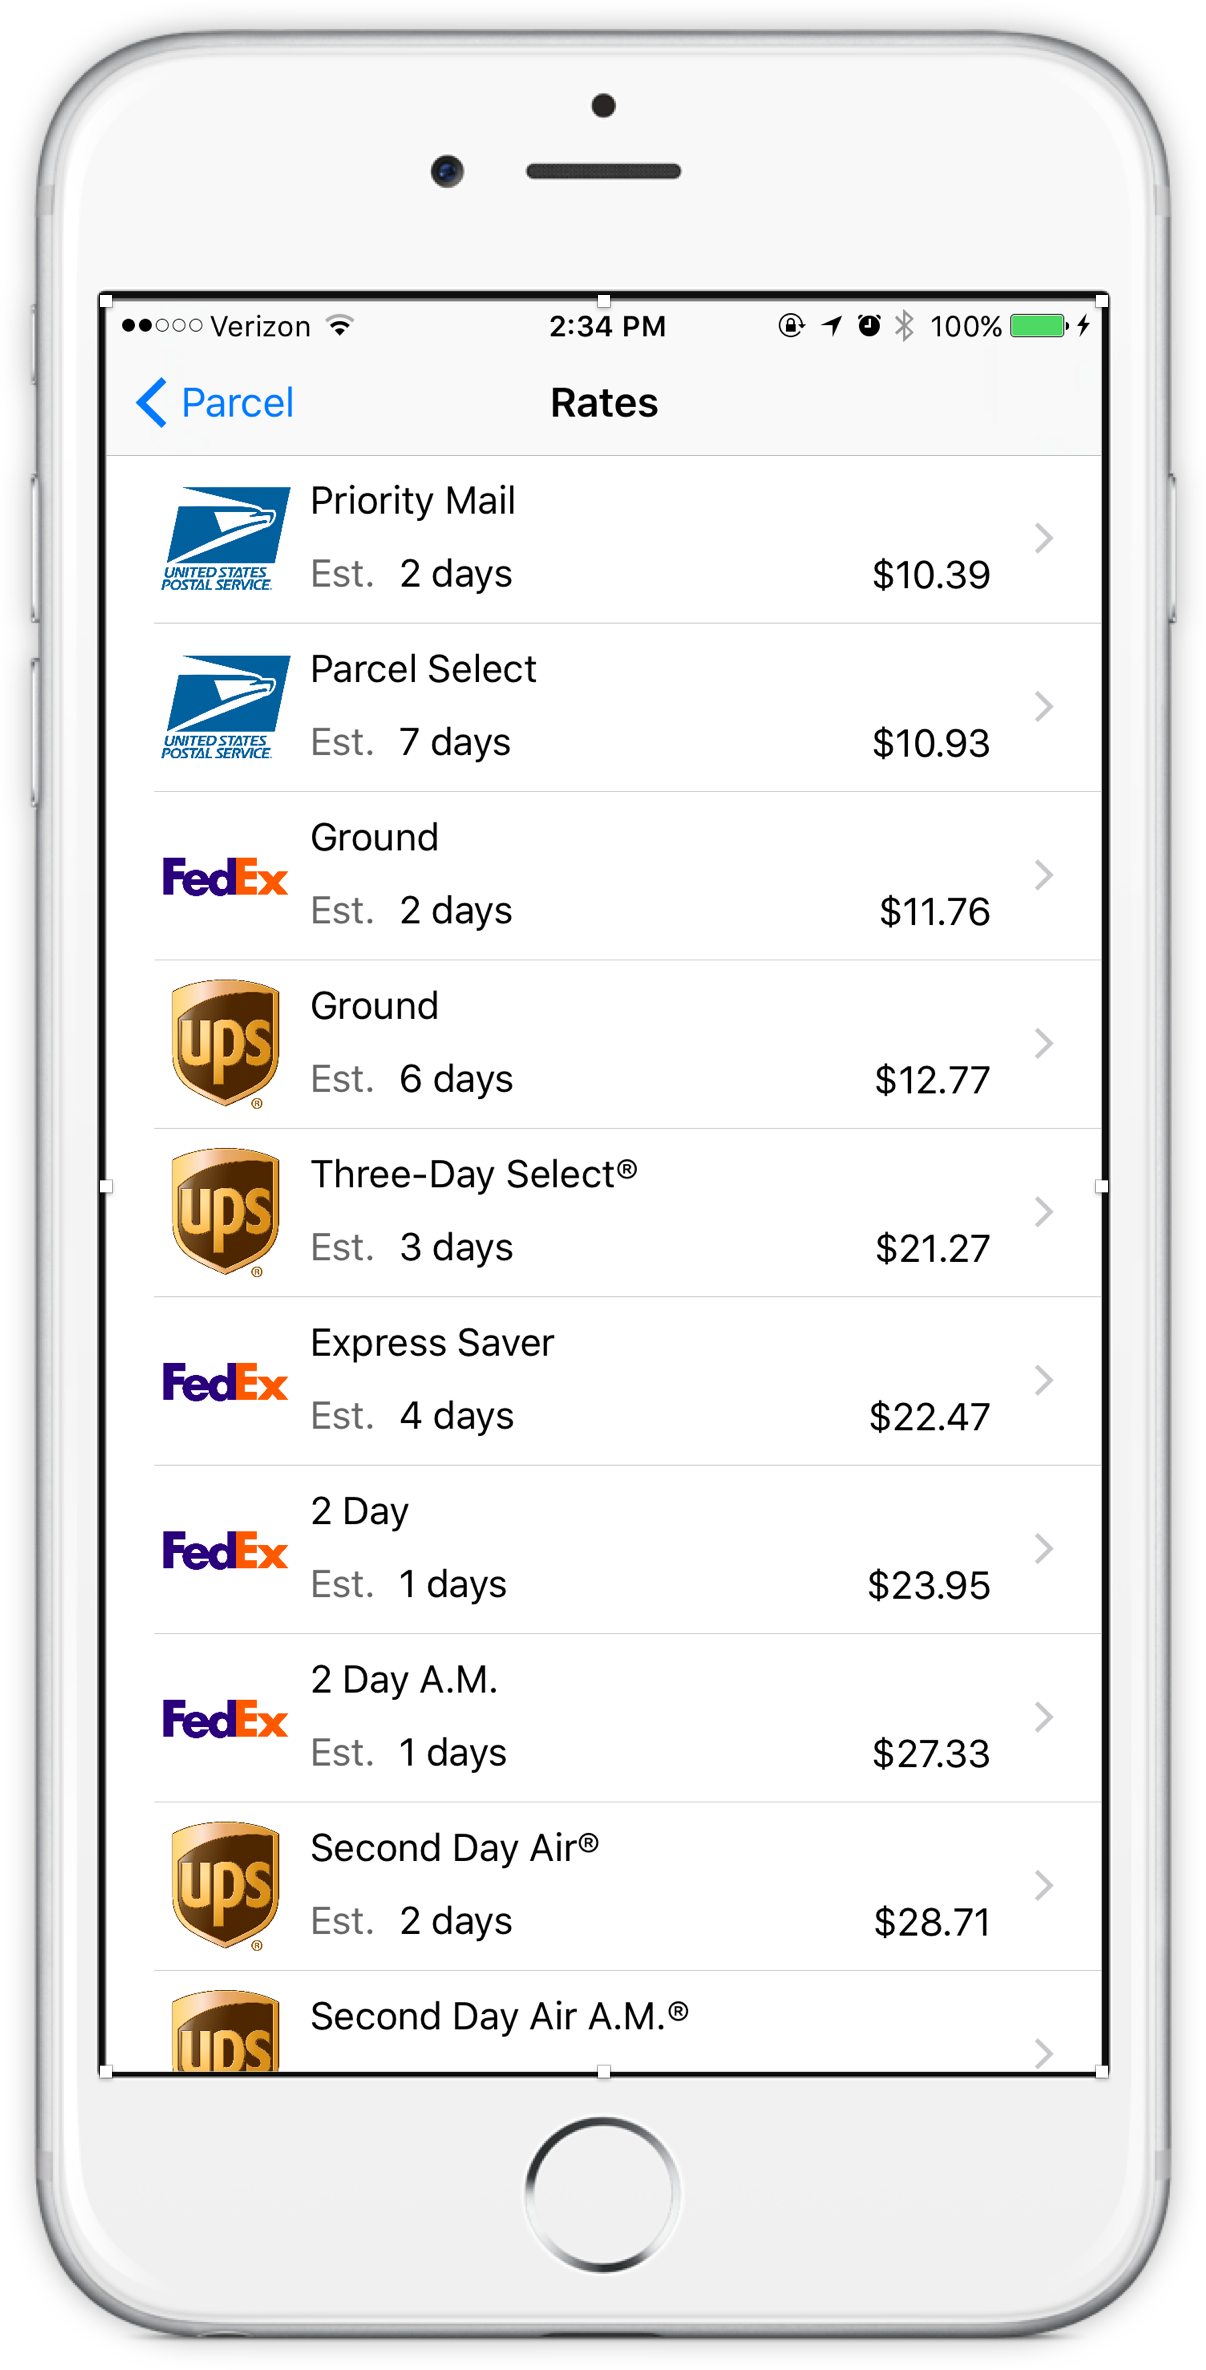 Verizon 2:34 PM 100%
Parcel Rates
Priority Mail
UNITED STATES
POSTAL SERVICE.
Est. 2 days $10.39
Parcel Select
UNITED STATES
POSTAL SERVICE.
Est. 7 days $10.93
Ground
FedEx
Est. 2 days $11.76
Ground
ups
®
Est. 6 days $12.77
Three-Day Select®
ups
®
Est. 3 days $21.27
Express Saver
FedEx
Est. 4 days $22.47
2 Day
FedEx
Est. 1 days $23.95
2 Day A.M.
FedEx
Est. 1 days $27.33
Second Day Air®
ups
®
Est. 2 days $28.71
Second Day Air A.M.®
ups